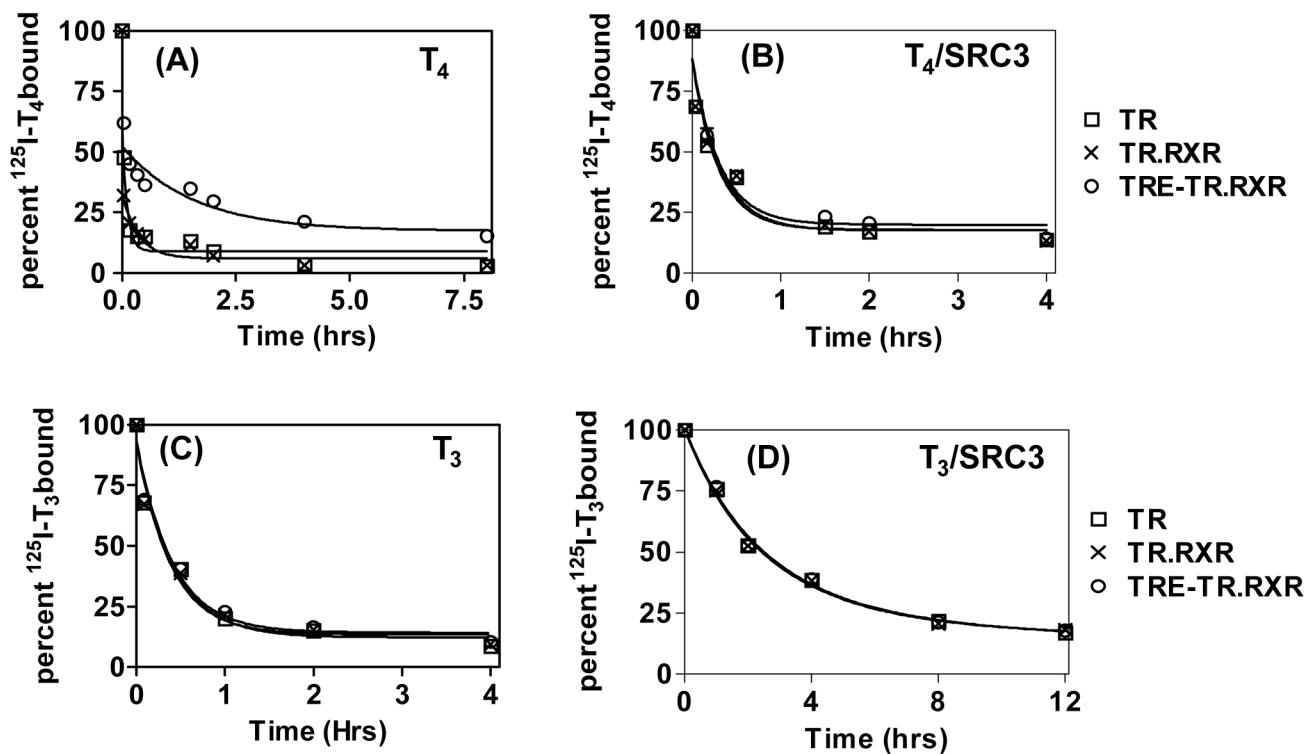 (A) T₄
percent ¹²⁵I-T₄bound
100
75
50
25
0
0.0 2.5 5.0 7.5
Time (hrs)
(B) T₄/SRC3
percent ¹²⁵I-T₄bound
100
75
50
25
0
0 1 2 3 4
Time (hrs)
TR
TR.RXR
TRE-TR.RXR
(C) T₃
percent ¹²⁵I-T₃bound
100
75
50
25
0
0 1 2 3 4
Time (Hrs)
(D) T₃/SRC3
percent ¹²⁵I-T₃bound
100
75
50
25
0
0 4 8 12
Time (hrs)
TR
TR.RXR
TRE-TR.RXR